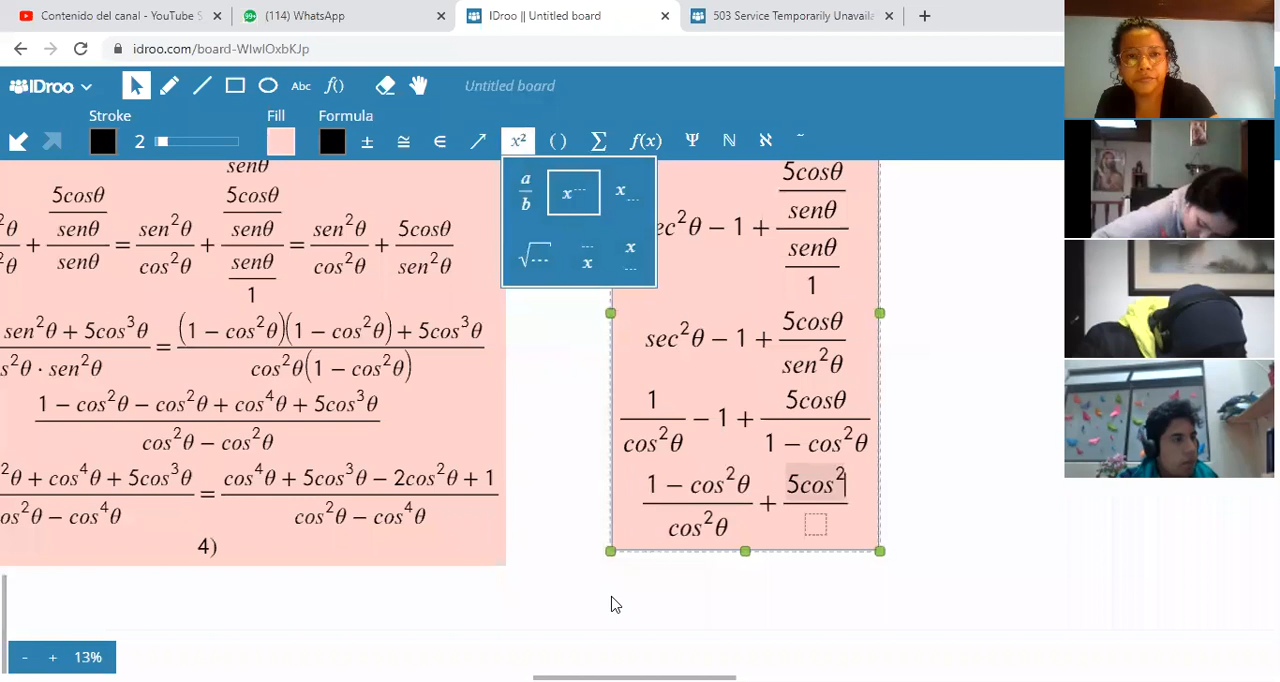 Contenido del canal - YouTube S
(114) WhatsApp
IDroo || Untitled board
503 Service Temporarily Unavaila
idroo.com/board-WIwIOxbKJp
IDroo Abc f() Untitled board
Stroke Fill Formula
2 ± ≅ ∈ x² () ∑ f(x) Ψ ℕ ℵ ~
a/b x x
√ x x
senθ
²θ + (5cosθ/senθ)/senθ = sen²θ/cos²θ + (5cosθ/senθ)/(senθ/1) = sen²θ/cos²θ + 5cosθ/sen²θ
(sen²θ + 5cos³θ)/(s²θ · sen²θ) = ((1 − cos²θ)(1 − cos²θ) + 5cos³θ)/(cos²θ(1 − cos²θ))
(1 − cos²θ − cos²θ + cos⁴θ + 5cos³θ)/(cos²θ − cos²θ)
(²θ + cos⁴θ + 5cos³θ)/(os²θ − cos⁴θ) = (cos⁴θ + 5cos³θ − 2cos²θ + 1)/(cos²θ − cos⁴θ)
4)
ec²θ − 1 + (5cosθ/senθ)/(senθ/1)
sec²θ − 1 + 5cosθ/sen²θ
1/cos²θ − 1 + 5cosθ/(1 − cos²θ)
(1 − cos²θ)/cos²θ + 5cos²
- + 13%